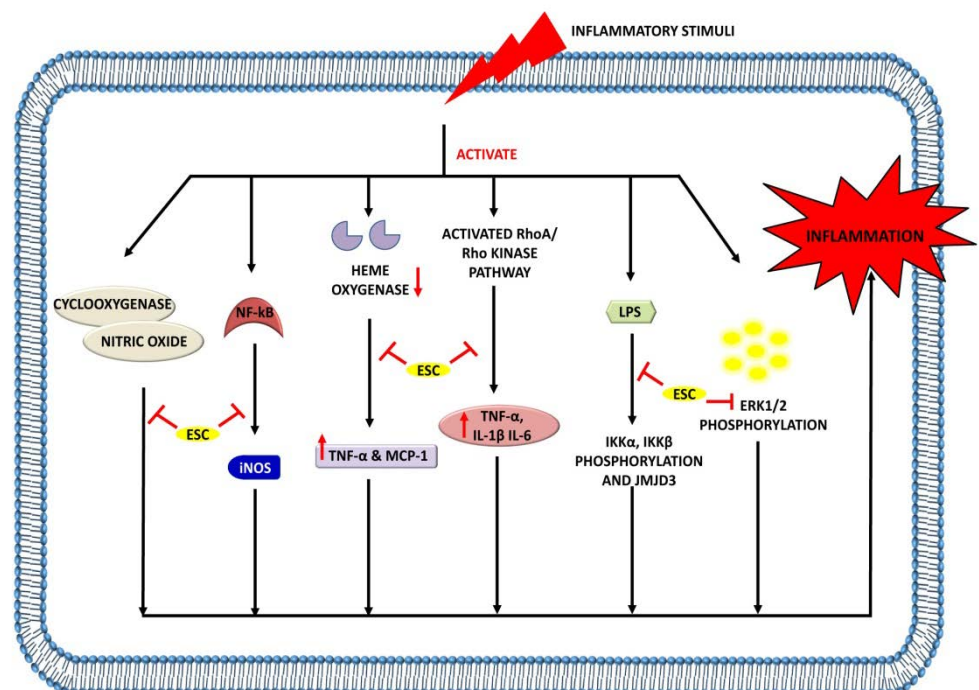 INFLAMMATORY STIMULI
ACTIVATE
CYCLOOXYGENASE
NITRIC OXIDE
NF-kB
HEME
OXYGENASE
ACTIVATED RhoA/
Rho KINASE
PATHWAY
LPS
INFLAMMATION
ESC
ESC
ESC
iNOS
TNF-α & MCP-1
TNF-α,
IL-1β IL-6
IKKα, IKKβ
PHOSPHORYLATION
AND JMJD3
ERK1/2
PHOSPHORYLATION